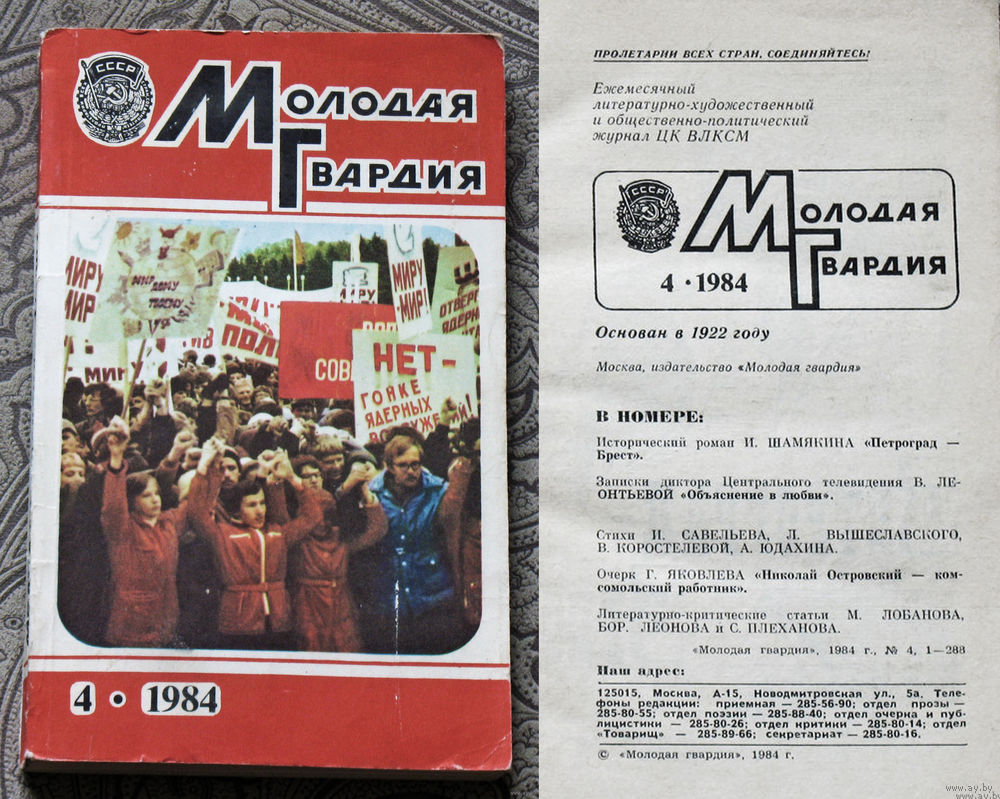 СССР
МОЛОДАЯ
ГВАРДИЯ
МИРУ
МИР
МИРУ
МИР!
НЕТ–
ГОНКЕ
ЯДЕРНЫХ
4 • 1984
ПРОЛЕТАРИИ ВСЕХ СТРАН, СОЕДИНЯЙТЕСЬ!
Ежемесячный
литературно-художественный
и общественно-политический
журнал ЦК ВЛКСМ
СССР
МОЛОДАЯ
ГВАРДИЯ
4 · 1984
Основан в 1922 году
Москва, издательство «Молодая гвардия»
В НОМЕРЕ:
Исторический роман И. ШАМЯКИНА «Петроград —
Брест».
Записки диктора Центрального телевидения В. ЛЕ-
ОНТЬЕВОЙ «Объяснение в любви».
Стихи И. САВЕЛЬЕВА, Л. ВЫШЕСЛАВСКОГО,
В. КОРОСТЕЛЕВОЙ, А. ЮДАХИНА.
Очерк Г. ЯКОВЛЕВА «Николай Островский — ком-
сомольский работник».
Литературно-критические статьи М. ЛОБАНОВА,
БОР. ЛЕОНОВА и С. ПЛЕХАНОВА.
«Молодая гвардия», 1984 г., № 4, 1—288
Наш адрес:
125015, Москва, А-15, Новодмитровская ул., 5а. Теле-
фоны редакции: приемная — 285-56-90; отдел прозы —
285-80-55; отдел поэзии — 285-88-40; отдел очерка и пуб-
лицистики — 285-80-26; отдел критики — 285-80-14; отдел
«Товарищ» — 285-89-66; секретариат — 285-80-16.
© «Молодая гвардия», 1984 г.
www.ay.by
www.ay.by